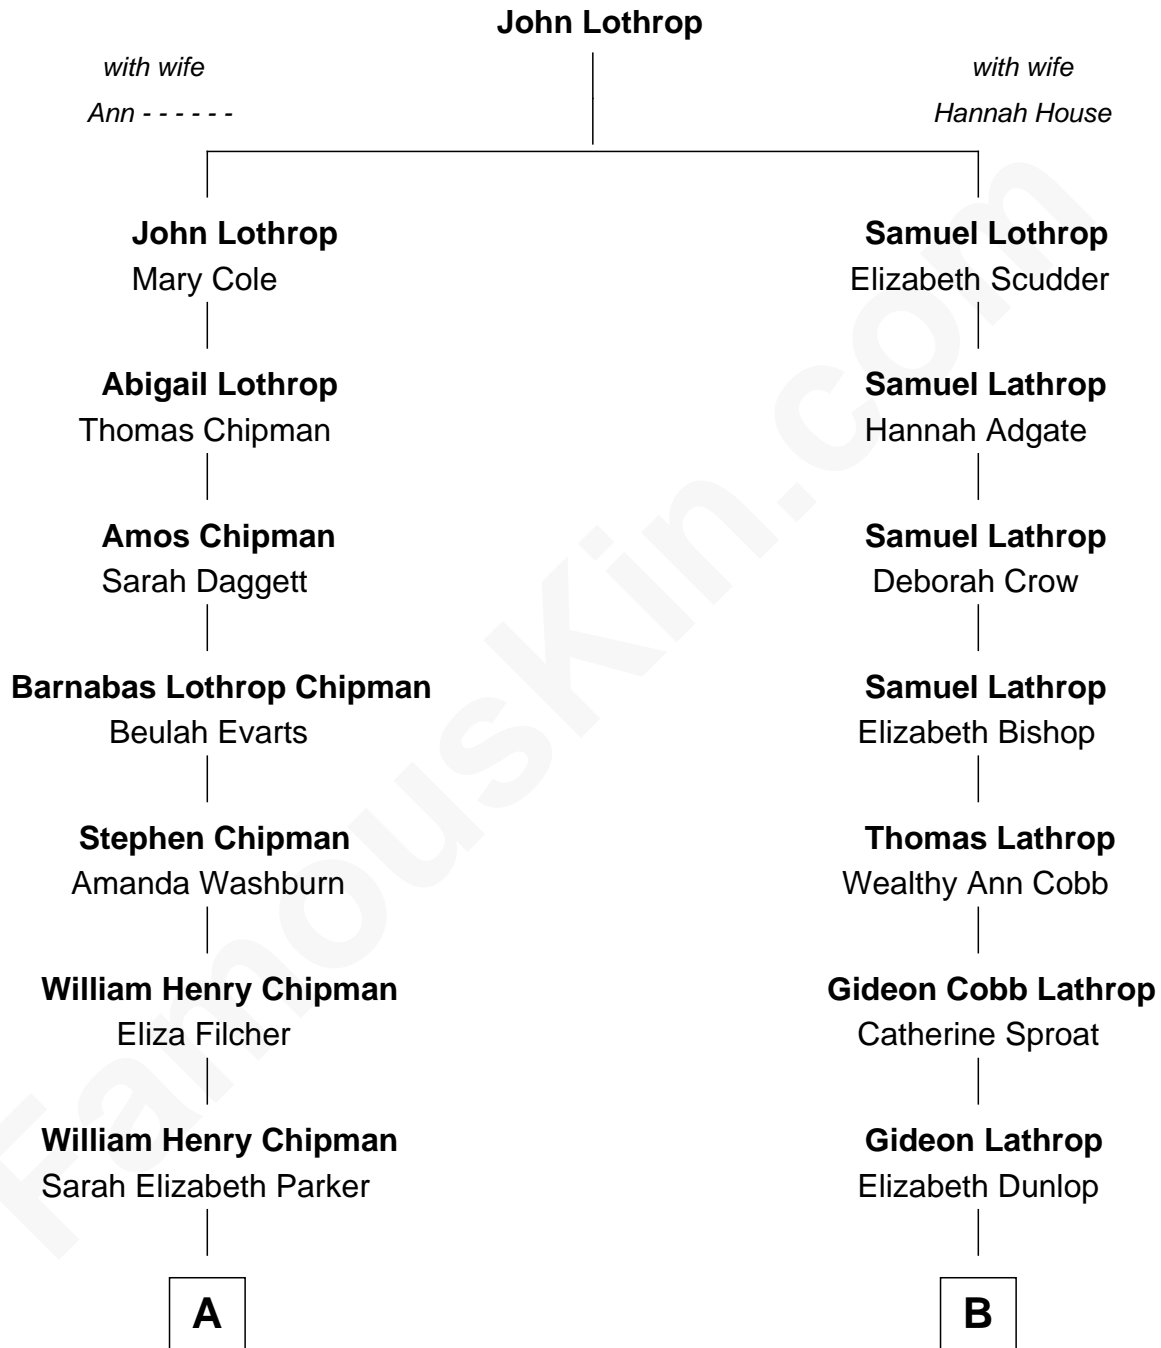 John Lothrop
with wife
Ann - - - - - -
with wife
Hannah House
John Lothrop
Mary Cole
Samuel Lothrop
Elizabeth Scudder
Abigail Lothrop
Thomas Chipman
Samuel Lathrop
Hannah Adgate
Amos Chipman
Sarah Daggett
Samuel Lathrop
Deborah Crow
Barnabas Lothrop Chipman
Beulah Evarts
Samuel Lathrop
Elizabeth Bishop
Stephen Chipman
Amanda Washburn
Thomas Lathrop
Wealthy Ann Cobb
William Henry Chipman
Eliza Filcher
Gideon Cobb Lathrop
Catherine Sproat
William Henry Chipman
Sarah Elizabeth Parker
Gideon Lathrop
Elizabeth Dunlop
A
B
FamousKin.com